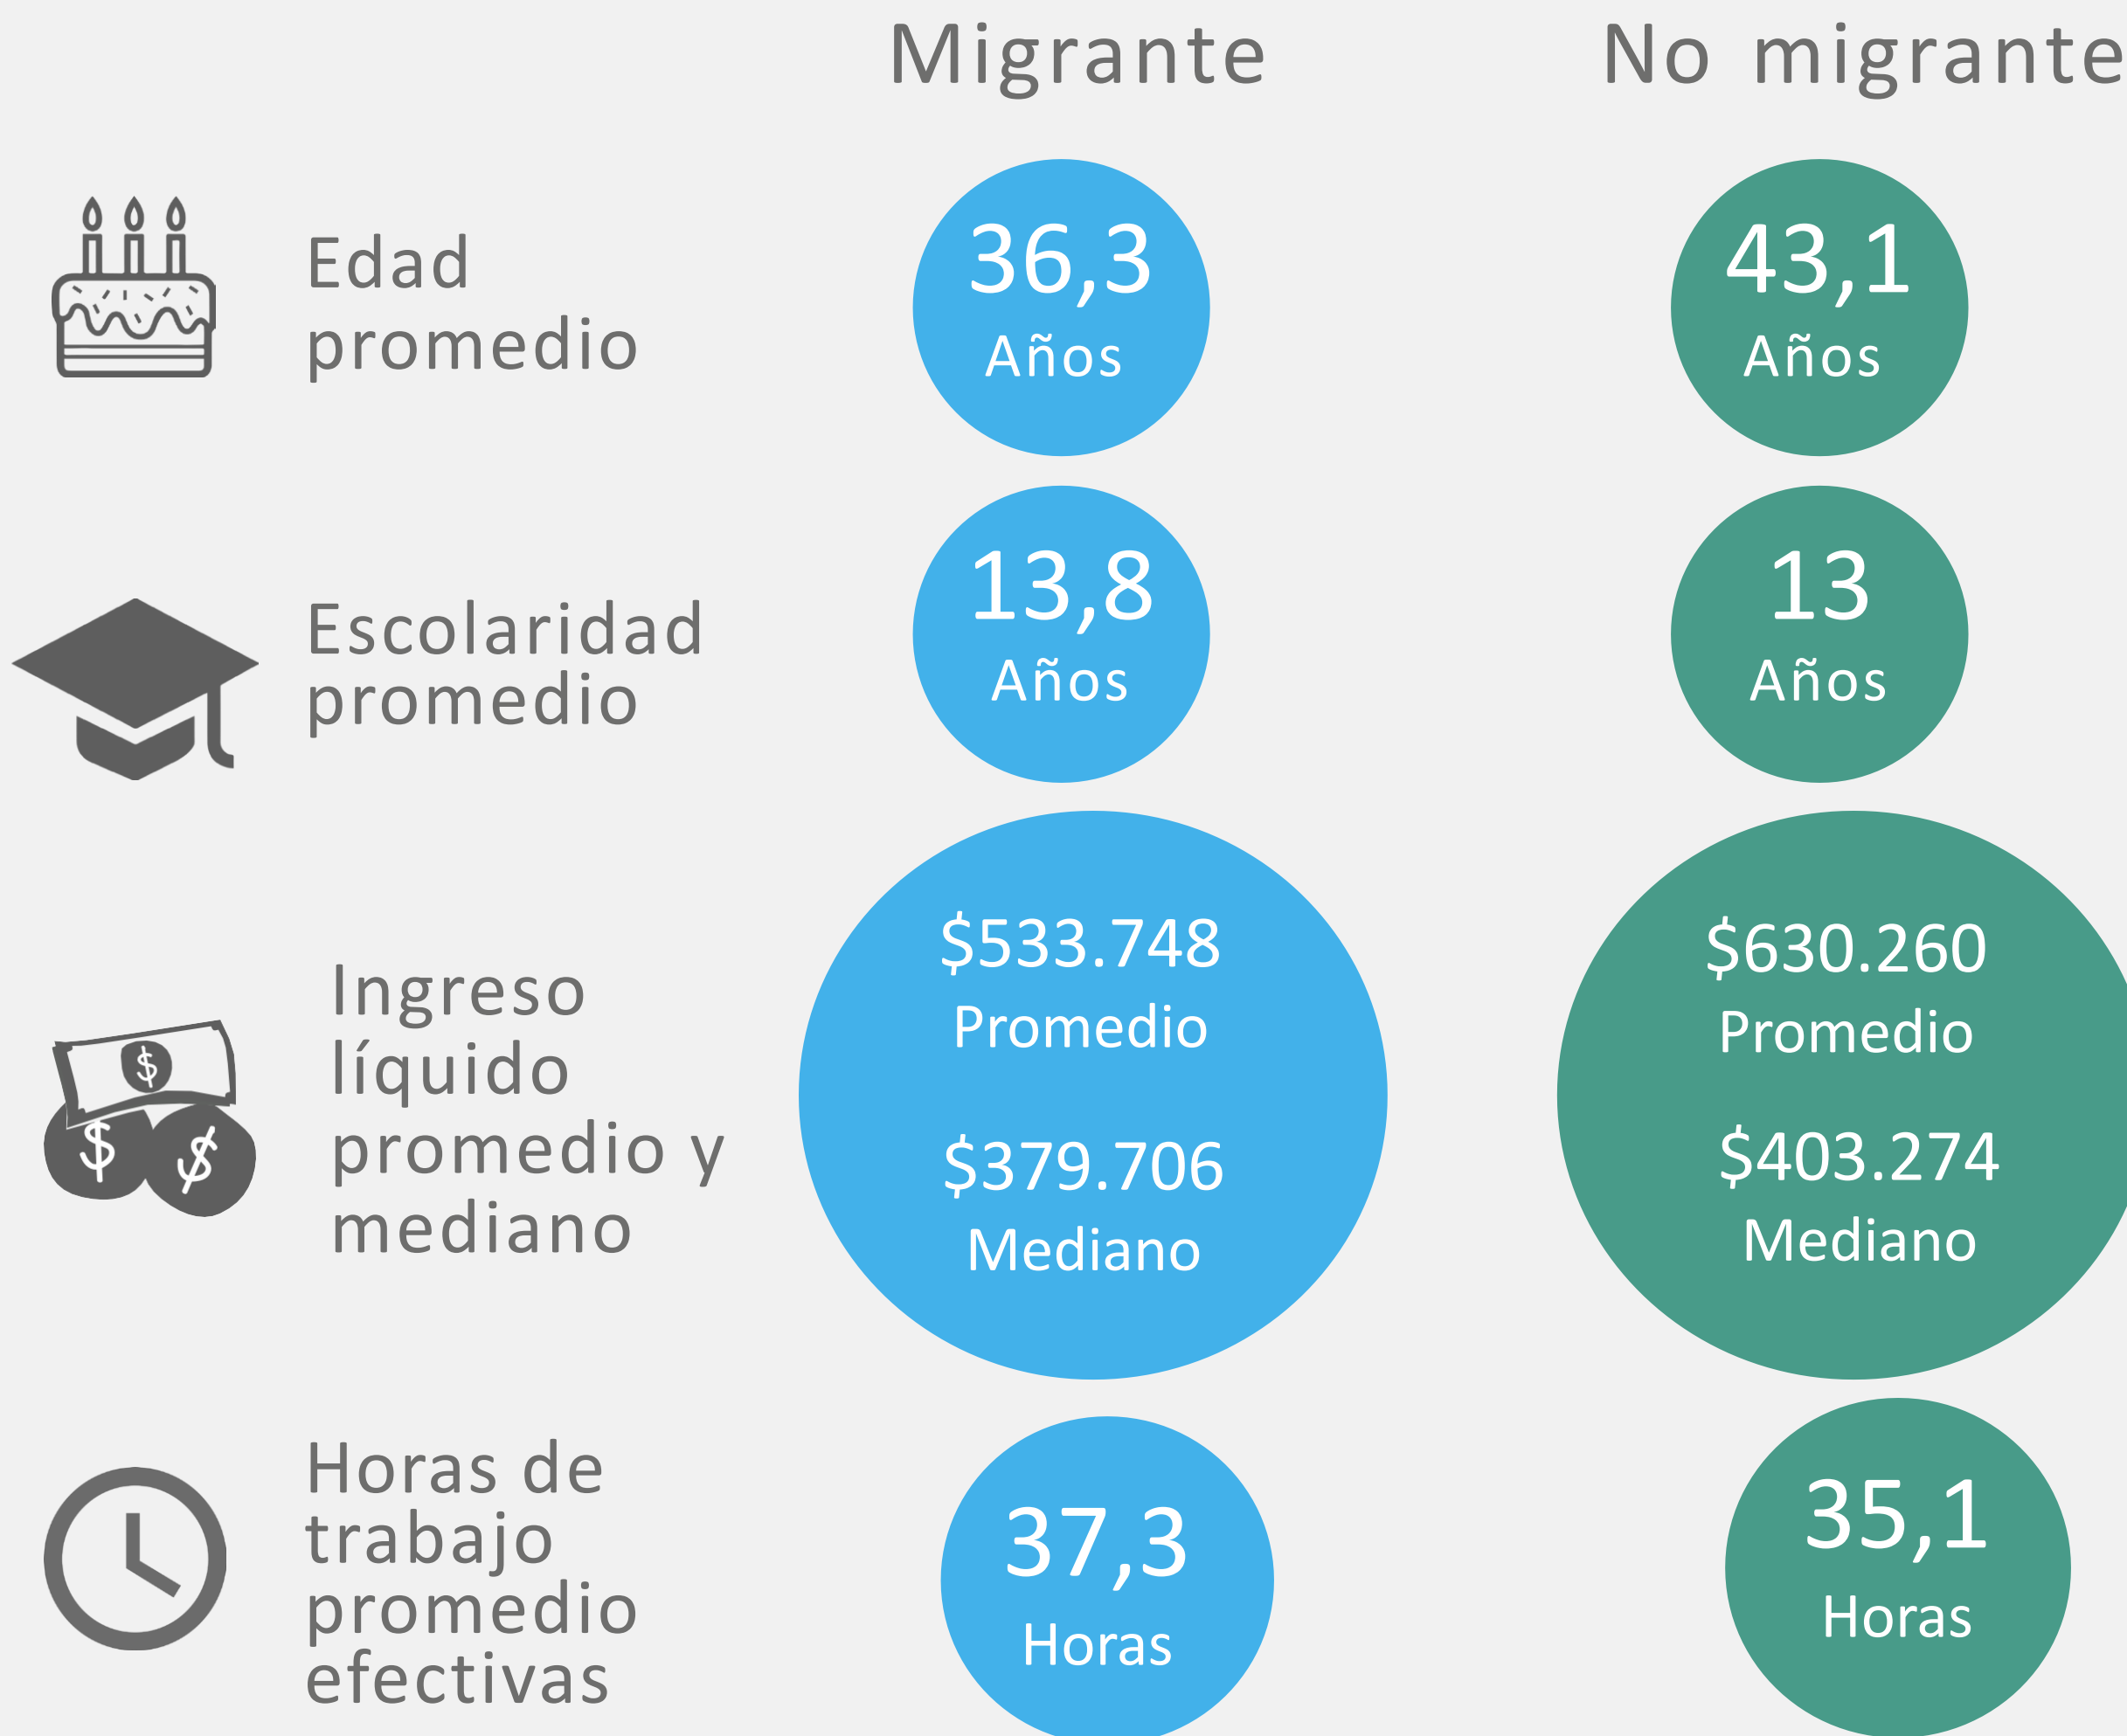 Migrante
No migrante
Edad
promedio
36,3
Años
43,1
Años
Escolaridad
promedio
13,8
Años
13
Años
Ingreso
líquido
promedio y
mediano
$533.748
Promedio
$379.706
Mediano
$630.260
Promedio
$403.274
Mediano
Horas de
trabajo
promedio
efectivas
37,3
Horas
35,1
Horas